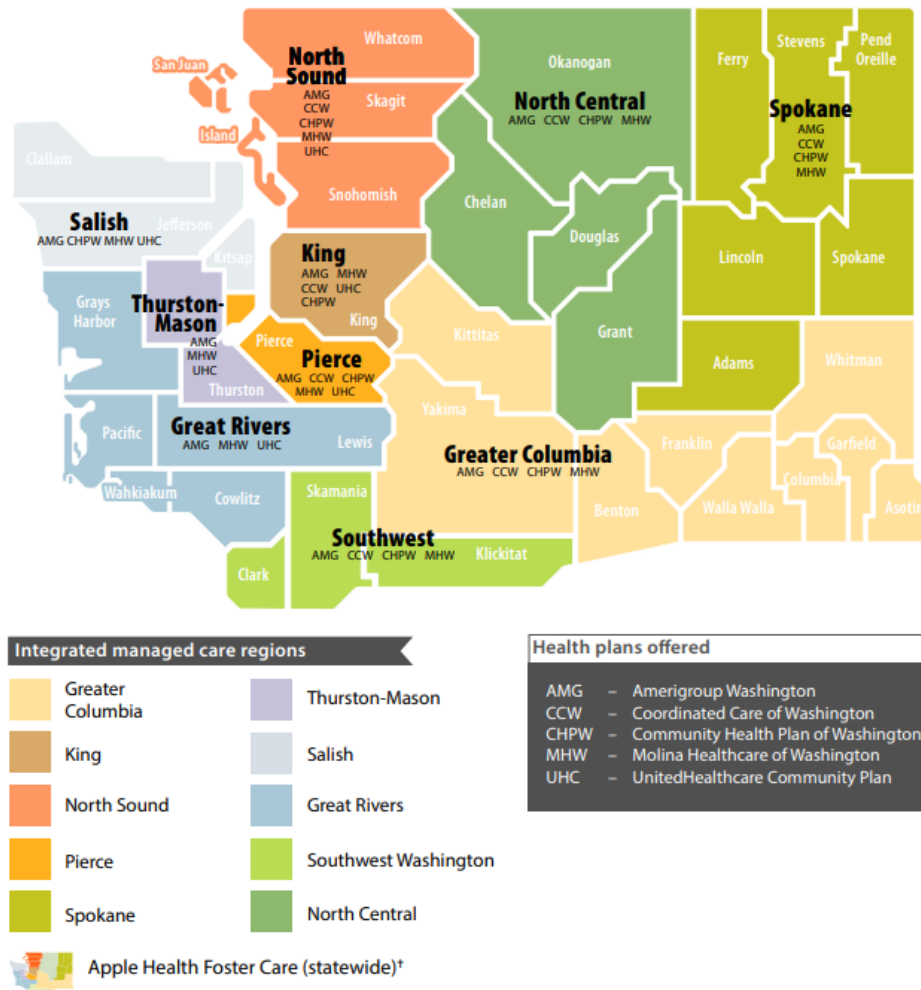 Whatcom
San Juan
North
Sound
AMG
CCW
CHPW
MHW
UHC
Skagit
Island
Snohomish
Okanogan
North Central
AMG CCW CHPW MHW
Chelan
Douglas
Grant
Ferry
Stevens
Pend
Oreille
Spokane
AMG
CCW
CHPW
MHW
Lincoln
Spokane
Adams
Clallam
Salish
Jefferson
AMG CHPW MHW UHC
Kitsap
King
AMG MHW
CCW UHC
CHPW
King
Grays
Harbor
Thurston-
Mason
AMG
MHW
UHC
Thurston
Pierce
Pierce
AMG CCW CHPW
MHW UHC
Kittitas
Yakima
Whitman
Pacific
Great Rivers
AMG MHW UHC
Lewis
Greater Columbia
AMG CCW CHPW MHW
Franklin
Garfield
Columbia
Benton
Walla Walla
Asotin
Wahkiakum
Cowlitz
Skamania
Southwest
AMG CCW CHPW MHW
Klickitat
Clark
Integrated managed care regions
Greater
Columbia
King
North Sound
Pierce
Spokane
Thurston-Mason
Salish
Great Rivers
Southwest Washington
North Central
Apple Health Foster Care (statewide)†
Health plans offered
AMG – Amerigroup Washington
CCW – Coordinated Care of Washington
CHPW – Community Health Plan of Washington
MHW – Molina Healthcare of Washington
UHC – UnitedHealthcare Community Plan